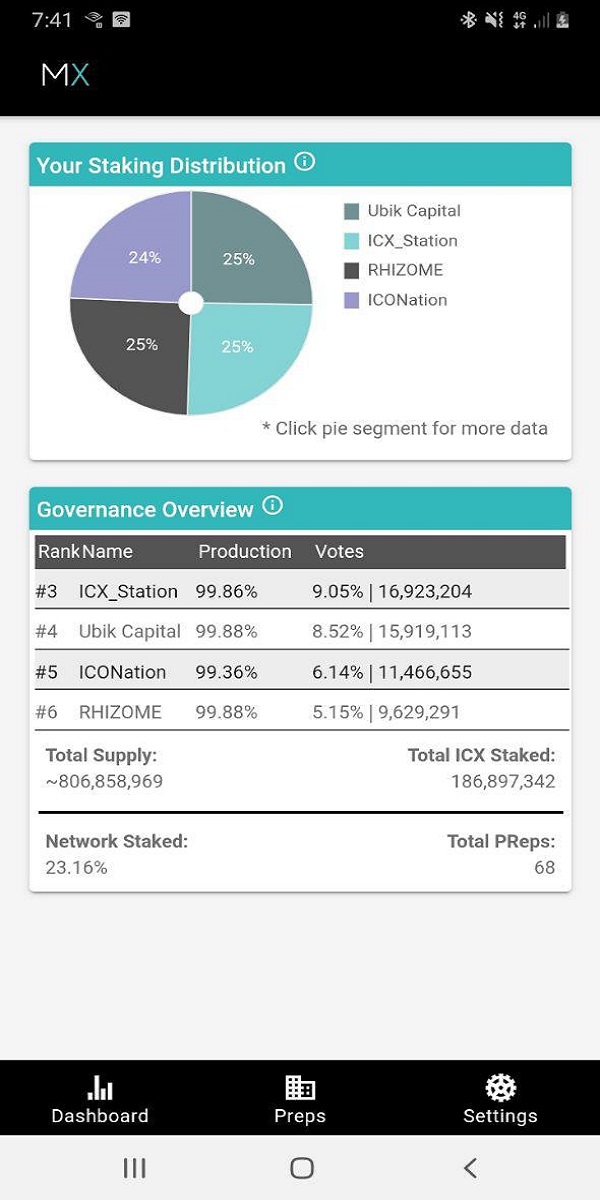 7:41 4G
MX
Your Staking Distribution
24% 25%
25% 25%
Ubik Capital
ICX_Station
RHIZOME
ICONation
* Click pie segment for more data
Governance Overview
Rank Name Production Votes
#3 ICX_Station 99.86% 9.05% | 16,923,204
#4 Ubik Capital 99.88% 8.52% | 15,919,113
#5 ICONation 99.36% 6.14% | 11,466,655
#6 RHIZOME 99.88% 5.15% | 9,629,291
Total Supply: Total ICX Staked:
~806,858,969 186,897,342
Network Staked: Total PReps:
23.16% 68
Dashboard Preps Settings